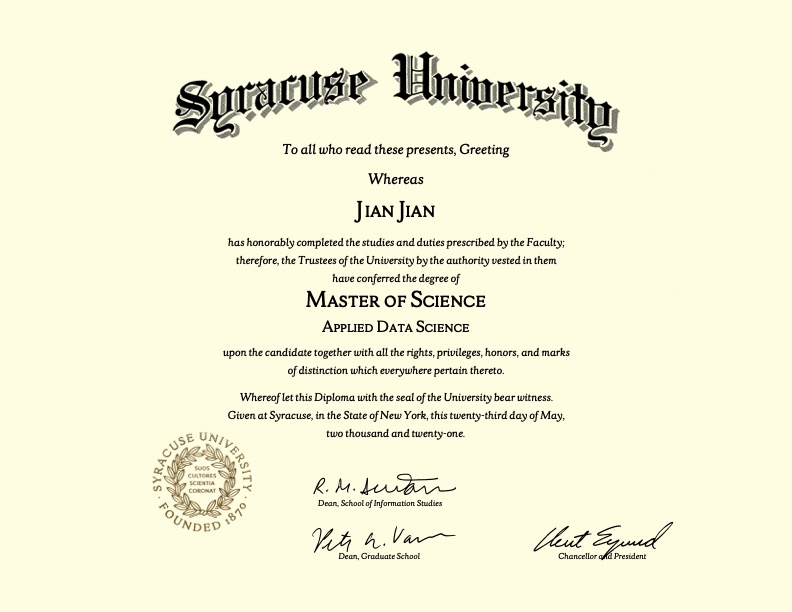 Syracuse University
To all who read these presents, Greeting
Whereas
Jian Jian
has honorably completed the studies and duties prescribed by the Faculty;
therefore, the Trustees of the University by the authority vested in them
have conferred the degree of
Master of Science
Applied Data Science
upon the candidate together with all the rights, privileges, honors, and marks
of distinction which everywhere pertain thereto.
Whereof let this Diploma with the seal of the University bear witness.
Given at Syracuse, in the State of New York, this twenty-third day of May,
two thousand and twenty-one.
SYRACUSE UNIVERSITY
SUOS
CULTORES
SCIENTIA
CORONAT
FOUNDED 1870
R. M.
Dean, School of Information Studies
Dean, Graduate School
Chancellor and President